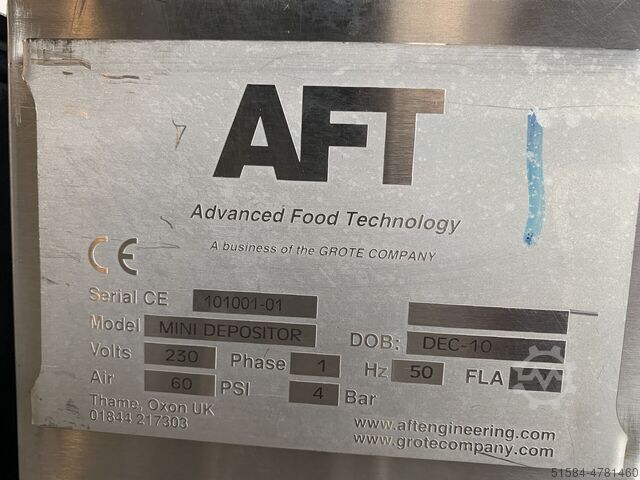 AFT
Advanced Food Technology
A business of the GROTE COMPANY
CE
Serial CE 101001-01
Model MINI DEPOSITOR DOB: DEC-10
Volts 230 Phase 1 Hz 50 FLA
Air 60 PSI 4 Bar
Thame, Oxon UK
01844 217303
www.aftengineering.com
www.grotecompany.com
51584-4781460